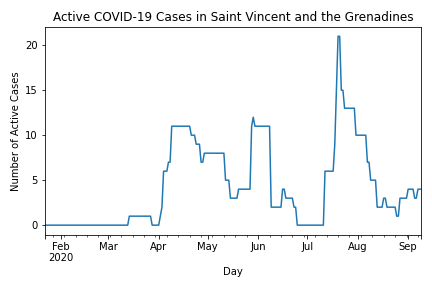 Active COVID-19 Cases in Saint Vincent and the Grenadines
Number of Active Cases
20
15
10
5
0
Feb Mar Apr May Jun Jul Aug Sep
2020
Day